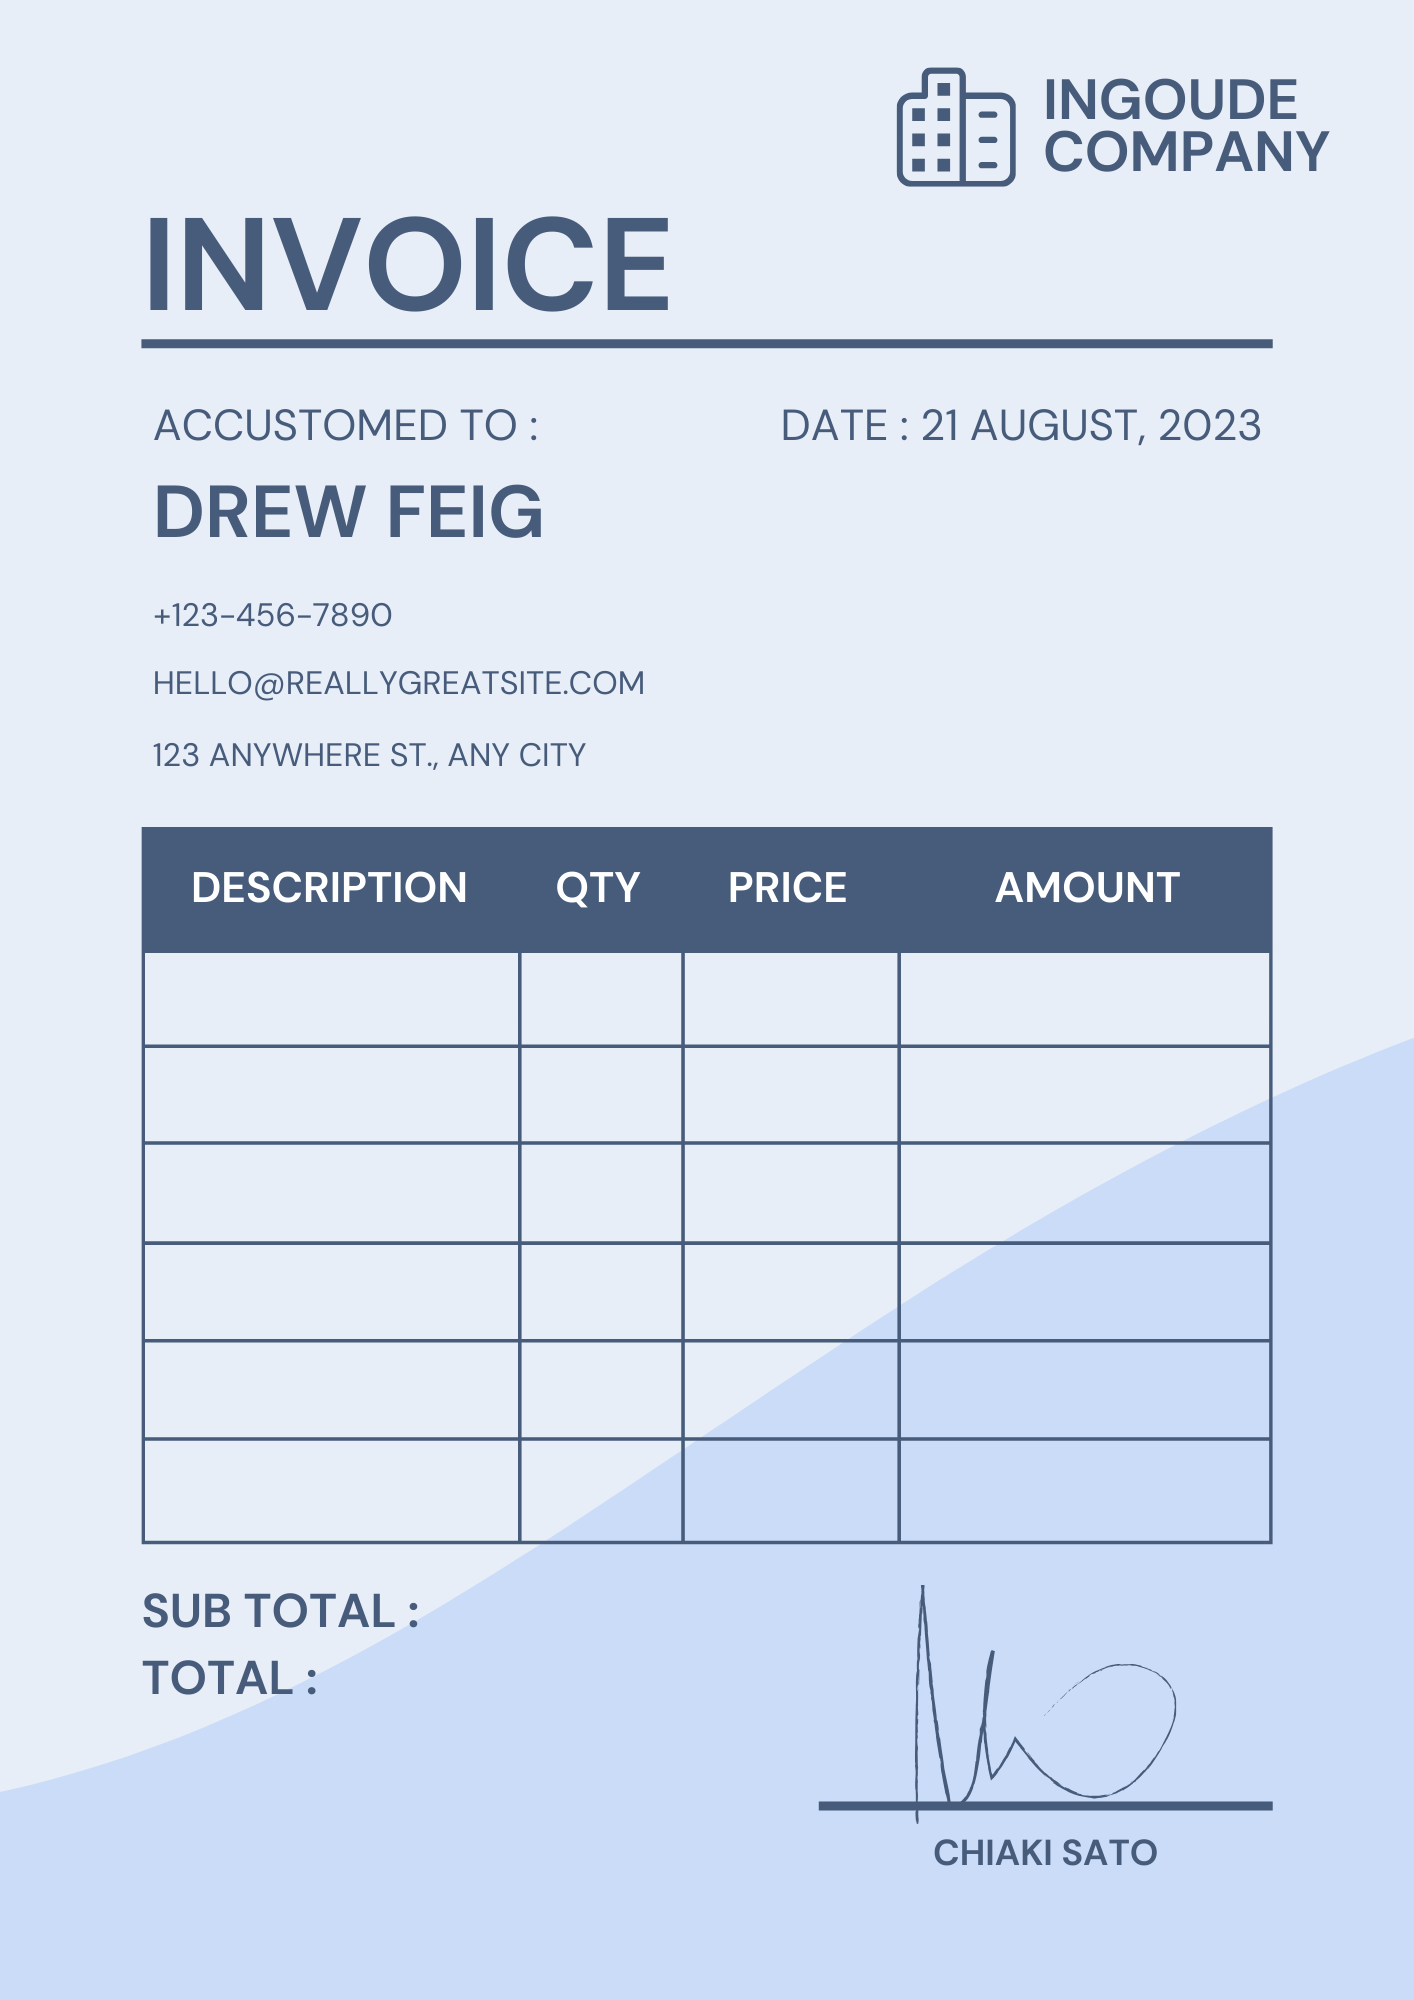 INGOUDE
COMPANY
INVOICE
ACCUSTOMED TO :
DATE : 21 AUGUST, 2023
DREW FEIG
+123-456-7890
HELLO@REALLYGREATSITE.COM
123 ANYWHERE ST., ANY CITY
DESCRIPTION QTY PRICE AMOUNT
SUB TOTAL :
TOTAL :
CHIAKI SATO